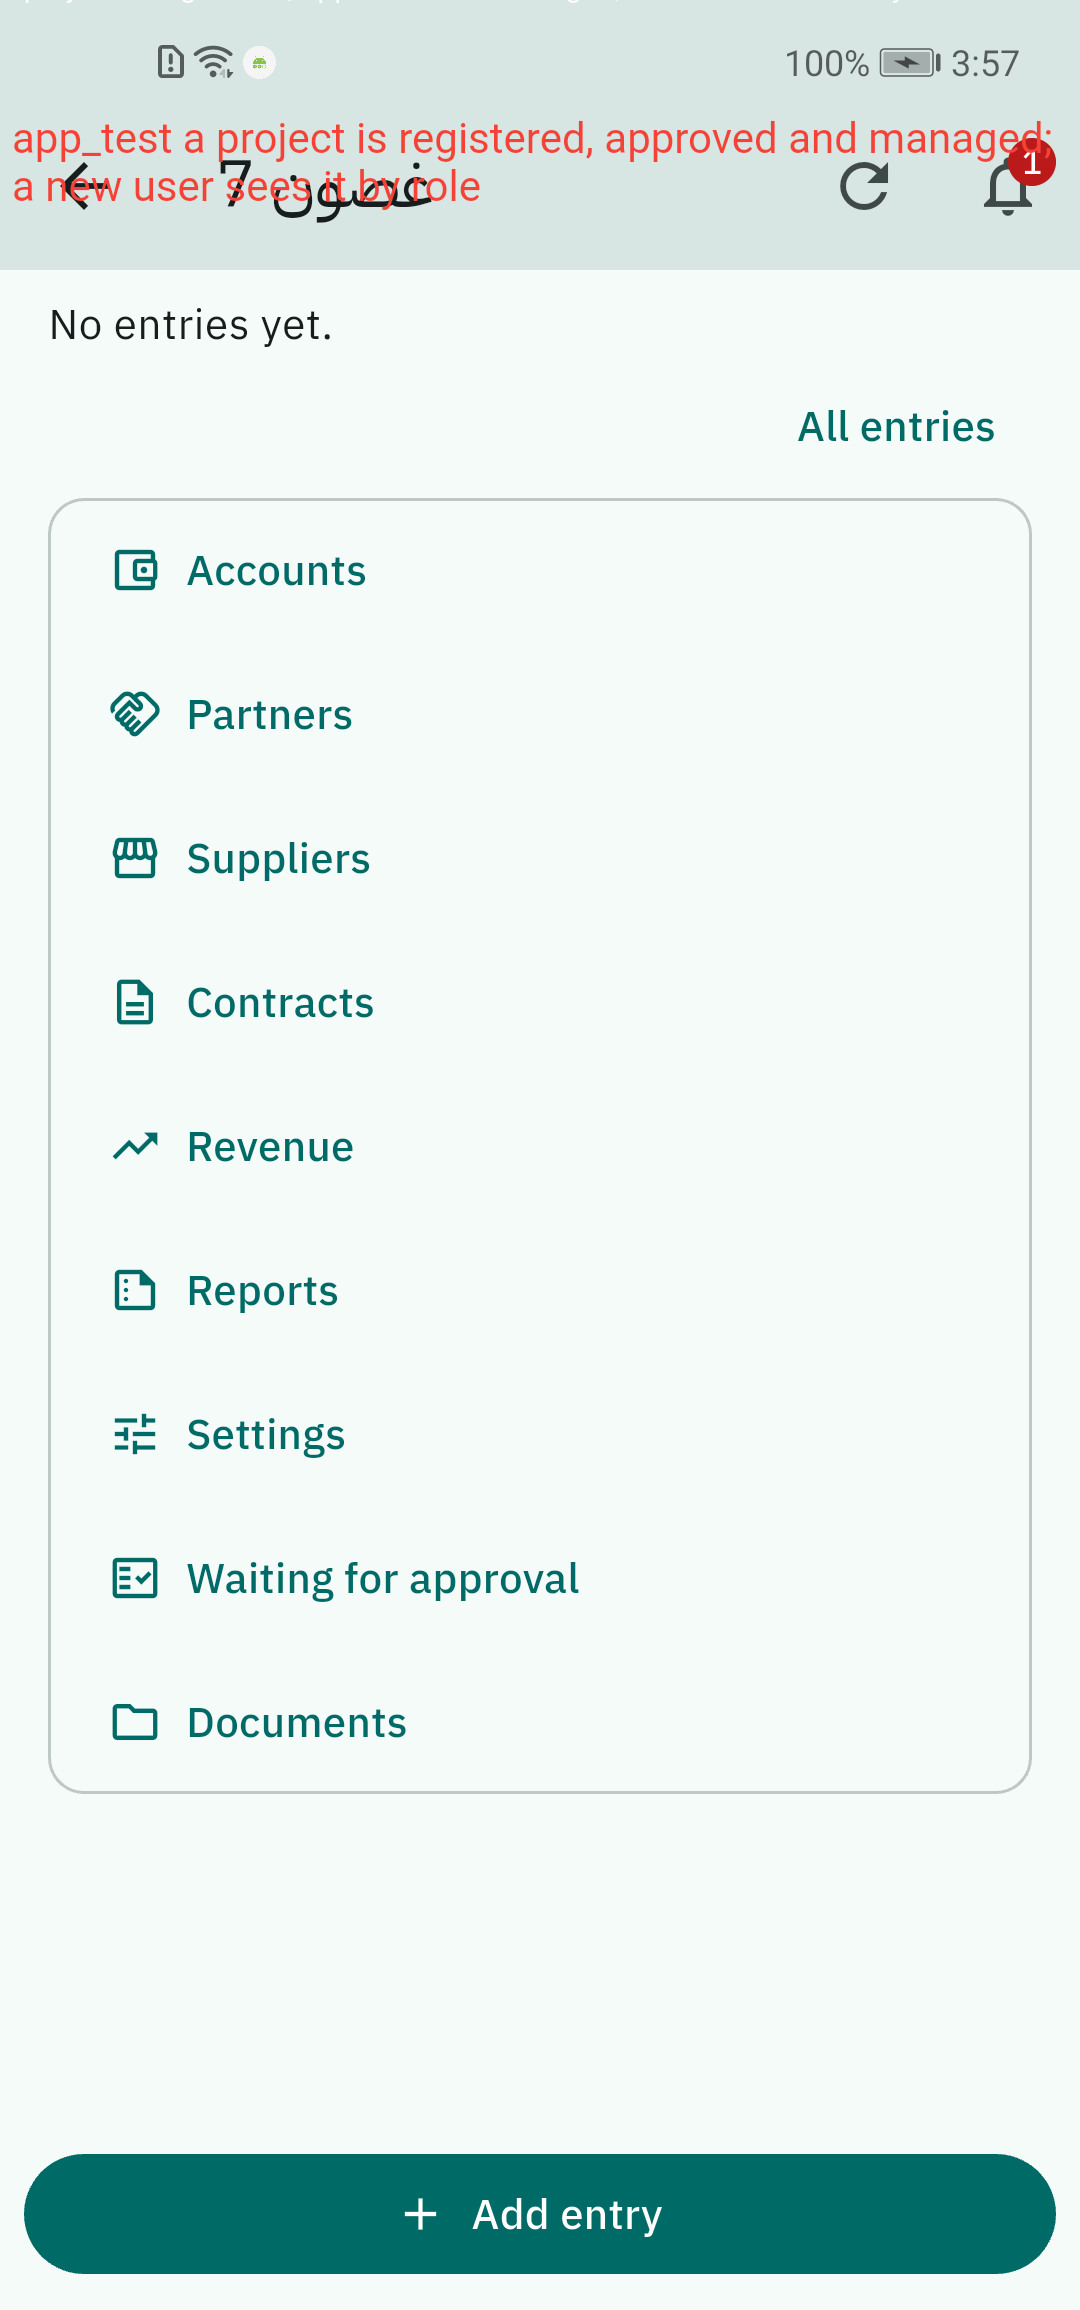 100% 3:57
app_test a project is registered, approved and managed;
a new user sees it by role
غصون 7
1
No entries yet.
All entries
Accounts
Partners
Suppliers
Contracts
Revenue
Reports
Settings
Waiting for approval
Documents
Add entry